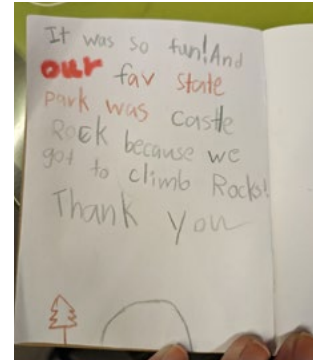 It was so fun! And
our fav state
park was castle
Rock because we
got to climb Rocks!
Thank you